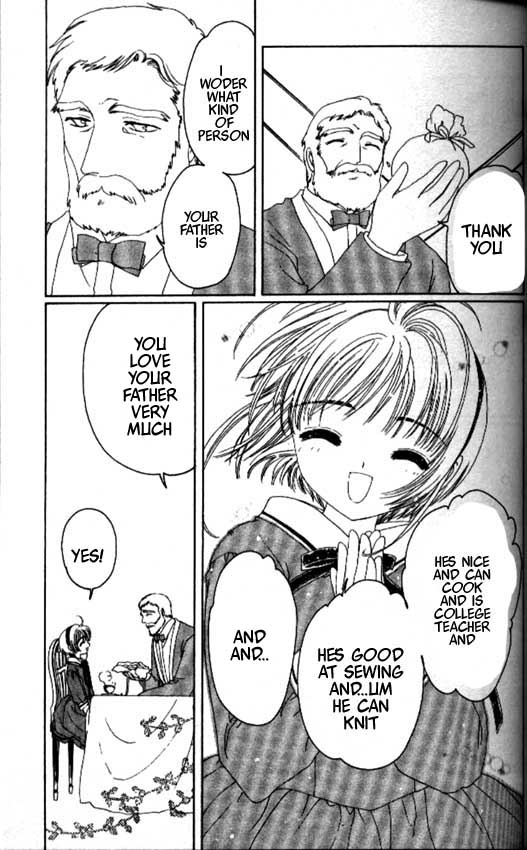 THANK
YOU
I
WODER
WHAT
KIND
OF
PERSON
YOUR
FATHER
IS
HES NICE
AND CAN
COOK
AND IS
COLLEGE
TEACHER
AND
HES GOOD
AT SEWING
AND...UM
HE CAN
KNIT
AND
AND...
YOU
LOVE
YOUR
FATHER
VERY
MUCH
YES!